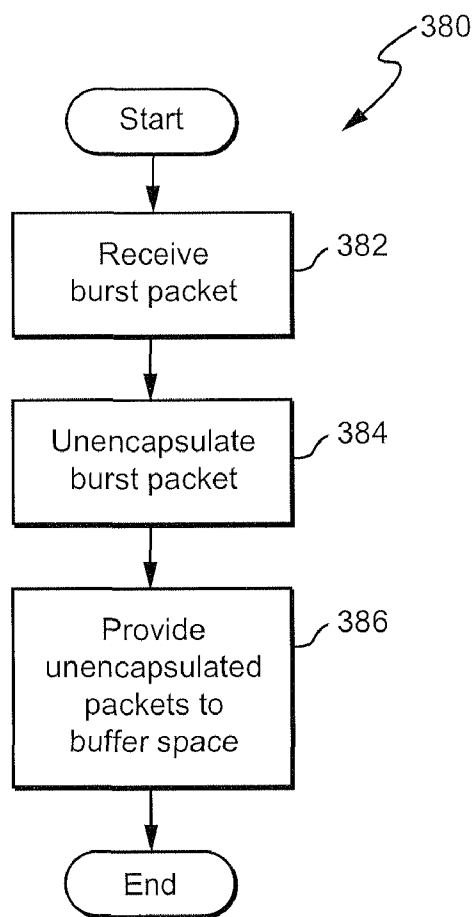 380
Start
Receive
burst packet
382
Unencapsulate
burst packet
384
Provide
unencapsulated
packets to
buffer space
386
End